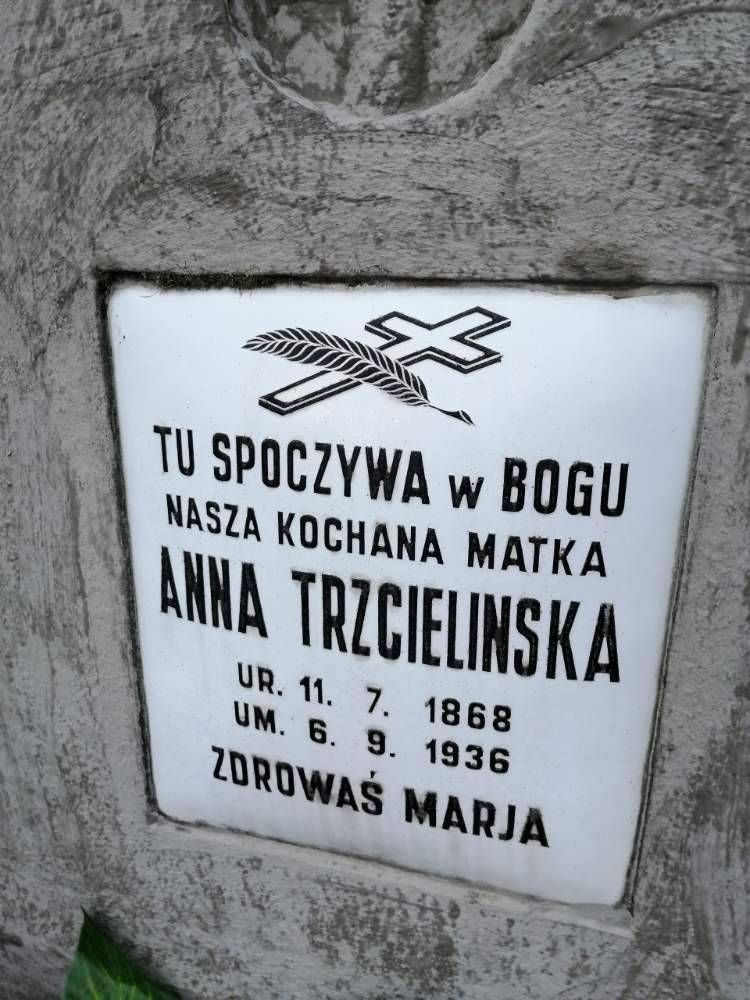 TU SPOCZYWA W BOGU
NASZA KOCHANA MATKA
ANNA TRZCIELINSKA
UR. 11. 7. 1868
UM. 6. 9. 1936
ZDROWAŚ MARJA